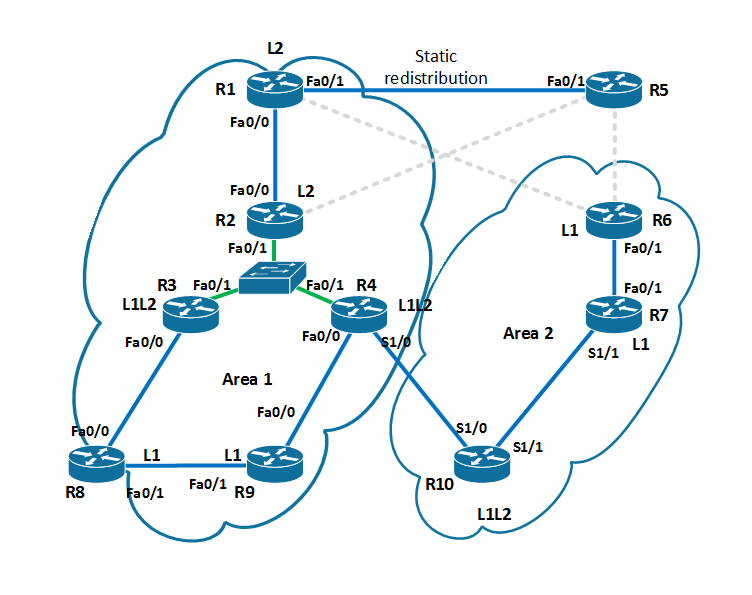 L2
Static
redistribution
R1
Fa0/1
Fa0/1
R5
Fa0/0
Fa0/0
L2
R2
L1
R6
Fa0/1
Fa0/1
R3
Fa0/1
Fa0/1
R4
Fa0/1
L1L2
L1L2
R7
Fa0/0
Fa0/0
S1/0
Area 2
L1
S1/1
Area 1
Fa0/0
Fa0/0
S1/0
S1/1
L1
L1
R8
Fa0/1
Fa0/1
R9
R10
L1L2